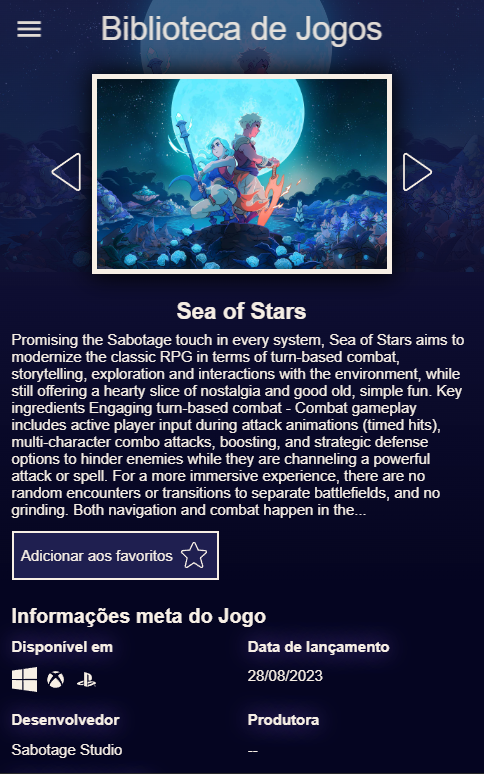 Biblioteca de Jogos
Sea of Stars
Promising the Sabotage touch in every system, Sea of Stars aims to
modernize the classic RPG in terms of turn-based combat,
storytelling, exploration and interactions with the environment, while
still offering a hearty slice of nostalgia and good old, simple fun. Key
ingredients Engaging turn-based combat - Combat gameplay
includes active player input during attack animations (timed hits),
multi-character combo attacks, boosting, and strategic defense
options to hinder enemies while they are channeling a powerful
attack or spell. For a more immersive experience, there are no
random encounters or transitions to separate battlefields, and no
grinding. Both navigation and combat happen in the...
Adicionar aos favoritos
Informações meta do Jogo
Disponível em
Data de lançamento
28/08/2023
Desenvolvedor
Produtora
Sabotage Studio
--